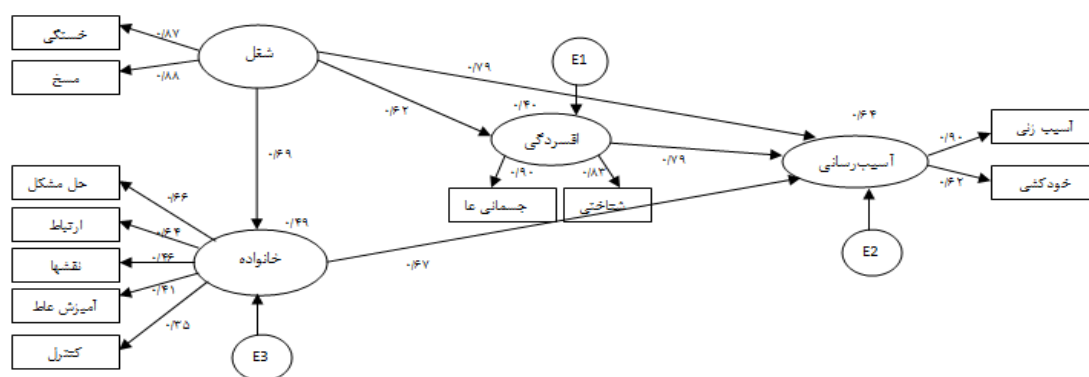 خستگی
۰/۸۷
شغل
مسخ
۰/۸۸
۰/۷۹
E1
۰/۶۲
۰/۴۰
افسردگی
۰/۶۴
آسیب‌رسانی
۰/۷۹
۰/۹۰
آسیب زنی
۰/۶۲
خودکشی
۰/۶۹
۰/۹۰
۰/۸۳
جسمانی عا
شناختی
حل مشکل
۰/۶۶
ارتباط
۰/۶۴
۰/۴۹
خانواده
نقشها
۰/۴۶
۰/۶۷
E2
آمیزش عاط
۰/۴۱
کنترل
۰/۳۵
E3